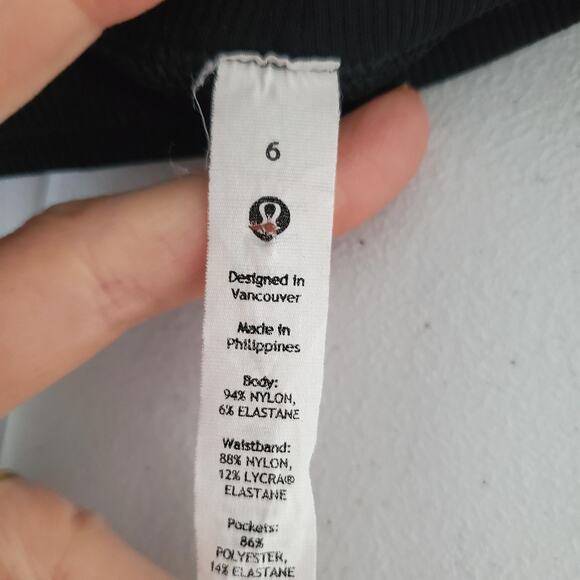 6
Designed in
Vancouver
Made in
Philippines
Body:
94% NYLON,
6% ELASTANE
Waistband:
88% NYLON,
12% LYCRA®
ELASTANE
Pockets:
86%
POLYESTER,
14% ELASTANE